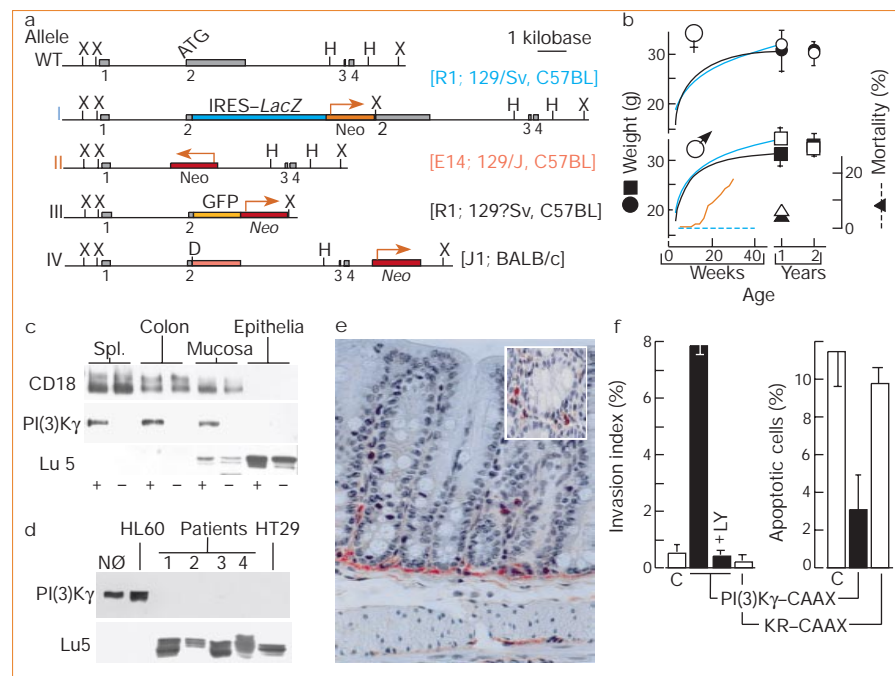 a
Allele
WT
X X
ATG
H H X
1 2 3 4
1 kilobase
[R1; 129/Sv, C57BL]
I
X X
IRES–LacZ
X
H H X
1 2 Neo 2 3 4
II
X X
H H X
1 Neo 3 4
[E14; 129/J, C57BL]
III
X X
GFP
X
1 2 Neo
[R1; 129?Sv, C57BL]
IV
X X
D
H
X
1 2 3 4 Neo
[J1; BALB/c]
b
Weight (g)
30
20
30
20
Mortality (%)
20
0
0 20 40 1 2
Weeks Years
Age
c
Colon Epithelia
Spl. Mucosa
CD18
PI(3)Kγ
Lu 5
+ – + – + – + –
d
HL60 Patients HT29
NØ 1 2 3 4
PI(3)Kγ
Lu5
e
f
Invasion index (%)
8
6
4
2
0
+ LY
C
Apoptotic cells (%)
10
8
6
4
2
0
C
PI(3)Kγ–CAAX
KR–CAAX